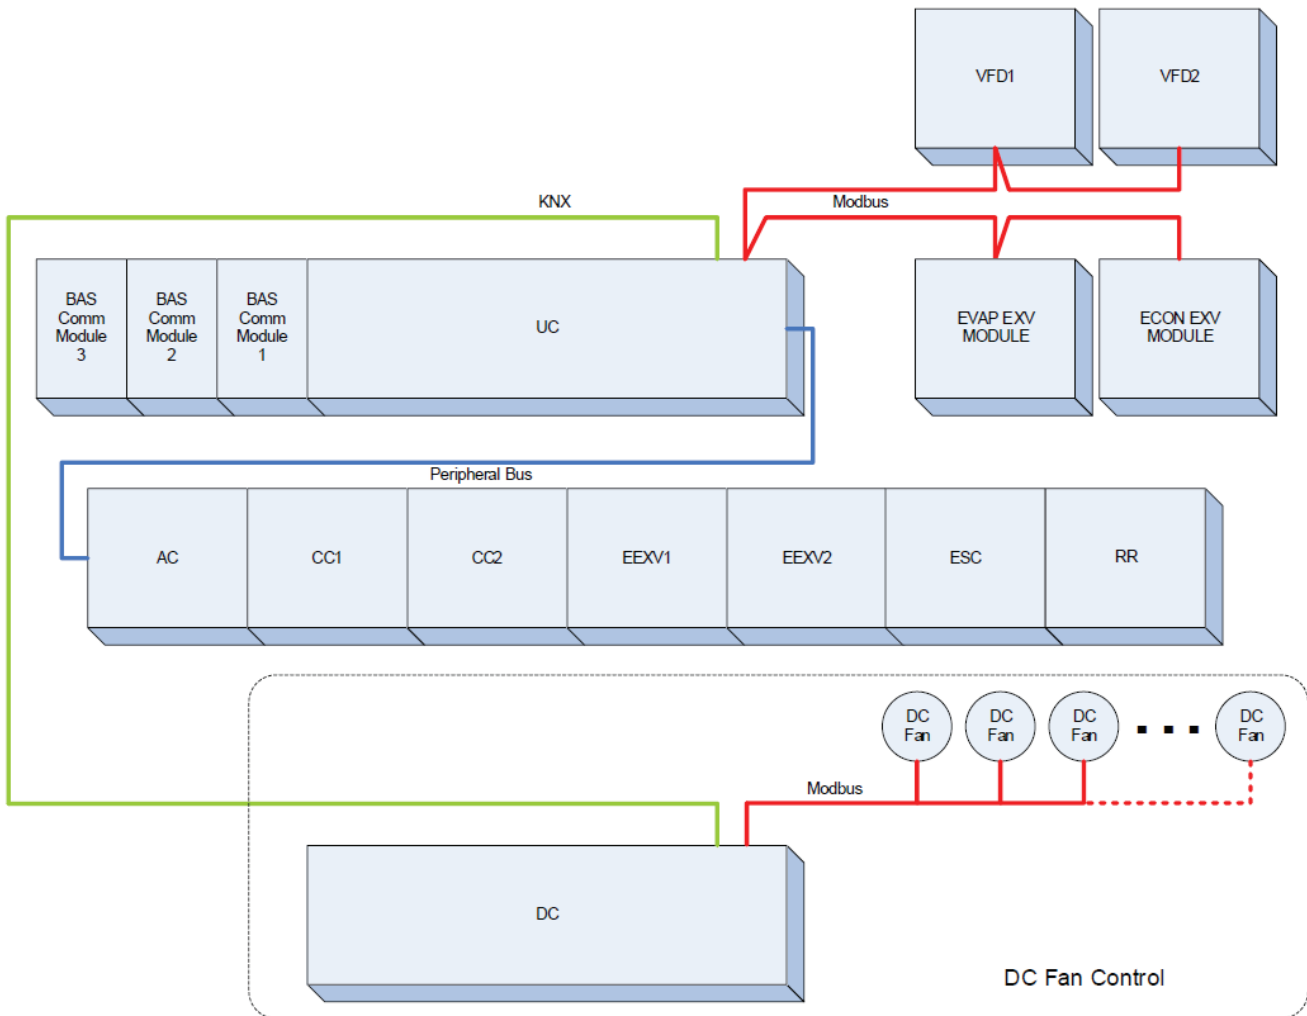 VFD1
VFD2
KNX
Modbus
BAS
Comm
Module
3
BAS
Comm
Module
2
BAS
Comm
Module
1
UC
EVAP EXV
MODULE
ECON EXV
MODULE
Peripheral Bus
AC
CC1
CC2
EEXV1
EEXV2
ESC
RR
DC
Fan
DC
Fan
DC
Fan
DC
Fan
Modbus
DC
DC Fan Control